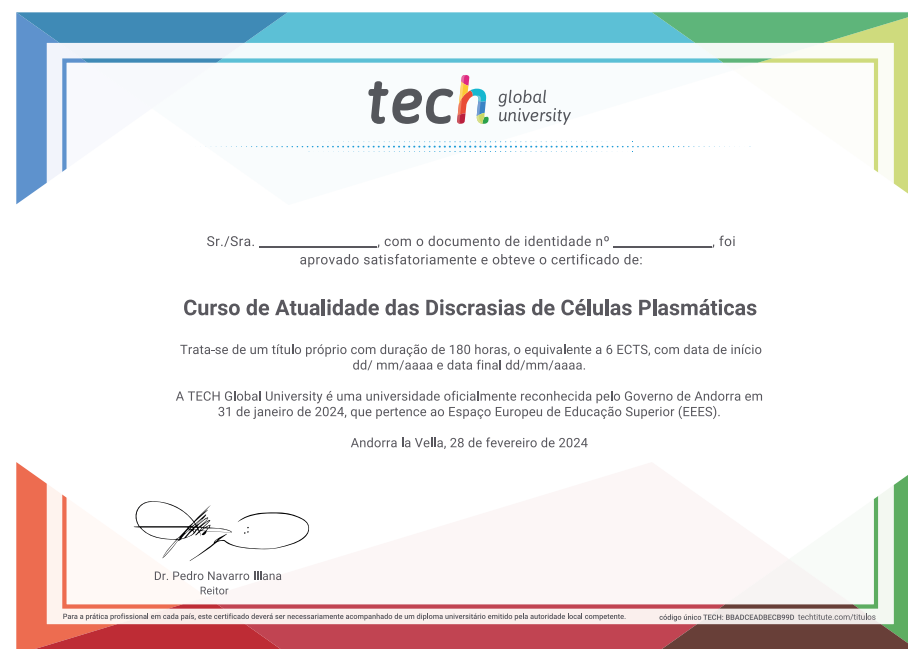 tech global university
Sr./Sra. ____________, com o documento de identidade nº __________, foi
aprovado satisfatoriamente e obteve o certificado de:
Curso de Atualidade das Discrasias de Células Plasmáticas
Trata-se de um título próprio com duração de 180 horas, o equivalente a 6 ECTS, com data de início
dd/ mm/aaaa e data final dd/mm/aaaa.
A TECH Global University é uma universidade oficialmente reconhecida pelo Governo de Andorra em
31 de janeiro de 2024, que pertence ao Espaço Europeu de Educação Superior (EEES).
Andorra la Vella, 28 de fevereiro de 2024
Dr. Pedro Navarro Illana
Reitor
Para a prática profissional em cada país, este certificado deverá ser necessariamente acompanhado de um diploma universitário emitido pela autoridade local competente.
código único TECH: BBADCEADBECB99D techtitute.com/titulos